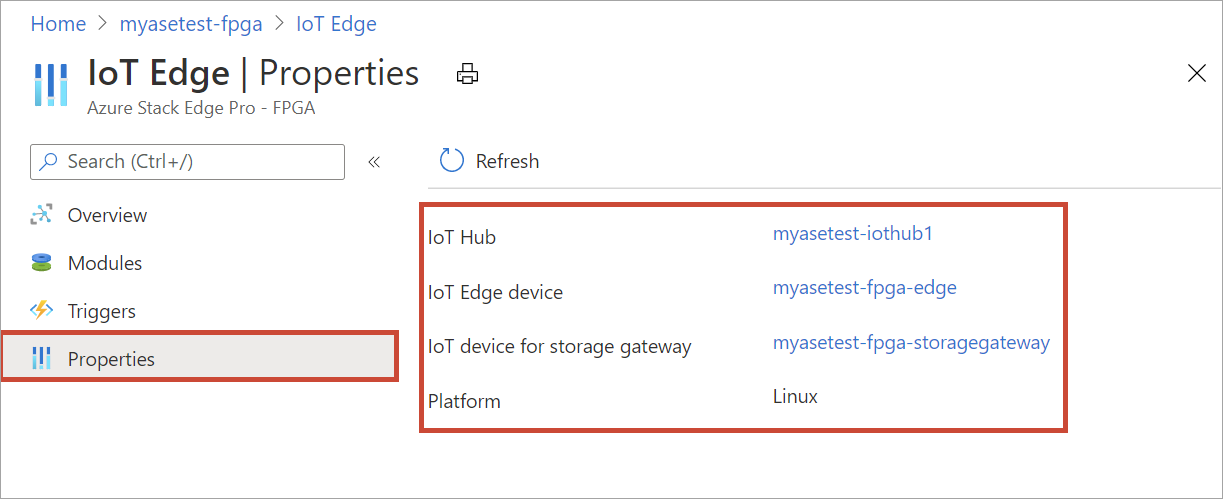 Home > myasetest-fpga > IoT Edge
IoT Edge | Properties
Azure Stack Edge Pro - FPGA
Search (Ctrl+/)
«
Refresh
Overview
Modules
Triggers
Properties
IoT Hub myasetest-iothub1
IoT Edge device myasetest-fpga-edge
IoT device for storage gateway myasetest-fpga-storagegateway
Platform Linux